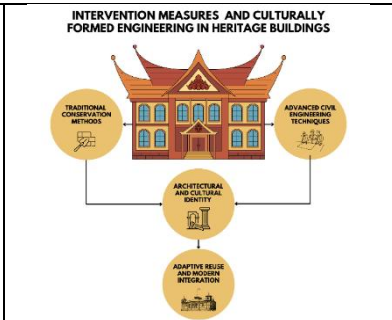 INTERVENTION MEASURES AND CULTURALLY
FORMED ENGINEERING IN HERITAGE BUILDINGS
TRADITIONAL
CONSERVATION
METHODS
ADVANCED CIVIL
ENGINEERING
TECHNIQUES
ARCHITECTURAL
AND CULTURAL
IDENTITY
ADAPTIVE REUSE
AND MODERN
INTEGRATION